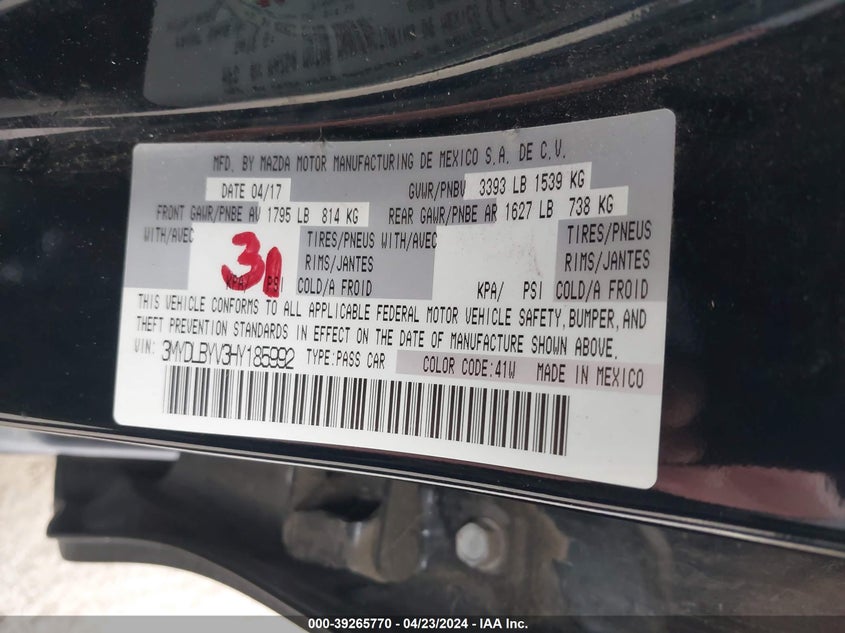 MFD. BY MAZDA MOTOR MANUFACTURING DE MEXICO S.A. DE C.V.
DATE 04/17 GVWR/PNBV 3393 LB 1539 KG
FRONT GAWR/PNBE AV 1795 LB 814 KG REAR GAWR/PNBE AR 1627 LB 738 KG
WITH/AVEC TIRES/PNEUS WITH/AVEC TIRES/PNEUS
31
RIMS/JANTES RIMS/JANTES
KPA/ PSI COLD/A FROID KPA/ PSI COLD/A FROID
THIS VEHICLE CONFORMS TO ALL APPLICABLE FEDERAL MOTOR VEHICLE SAFETY, BUMPER, AND
THEFT PREVENTION STANDARDS IN EFFECT ON THE DATE OF MANUFACTURE SHOWN ABOVE.
VIN: 3MYDLBYV3HY185992 TYPE:PASS CAR COLOR CODE:41W MADE IN MEXICO
000-39265770 - 04/23/2024 - IAA Inc.